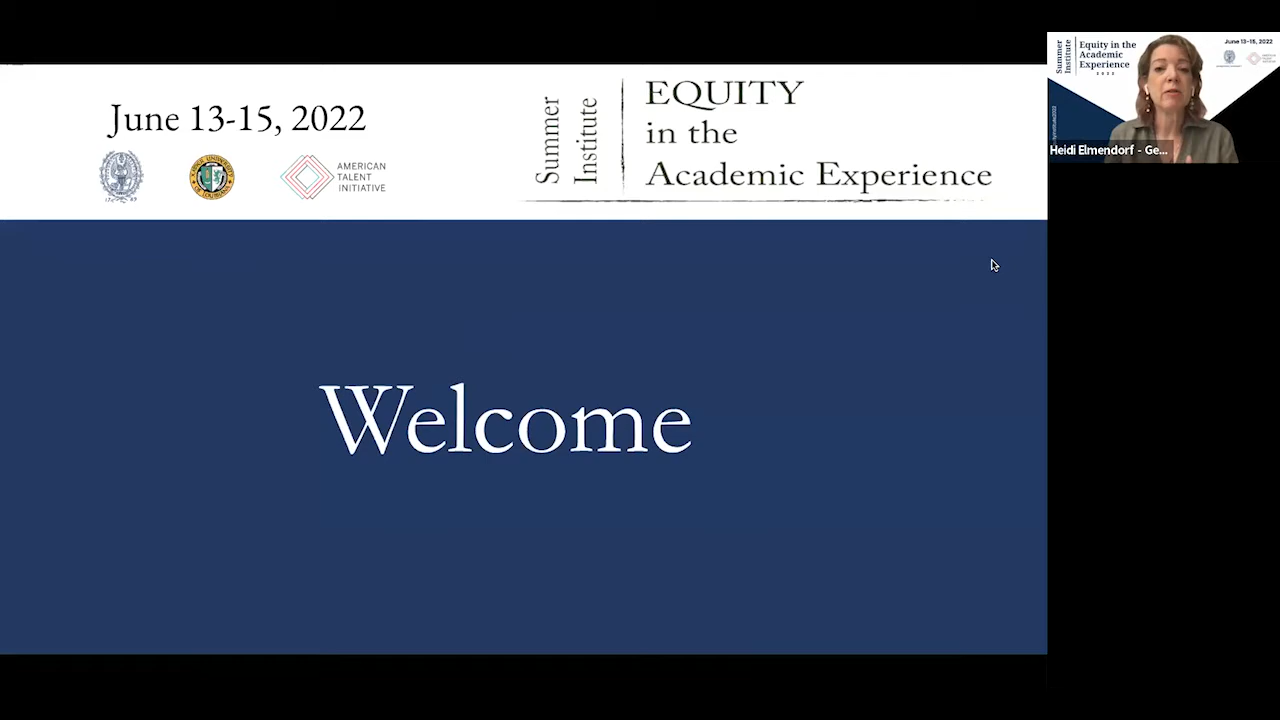 June 13-15, 2022
AMERICAN
TALENT
INITIATIVE
Summer
Institute
EQUITY
in the
Academic Experience
Welcome
Summer
Institute
Equity in the
Academic
Experience
2022
June 13-15, 2022
Heidi Elmendorf - Ge...